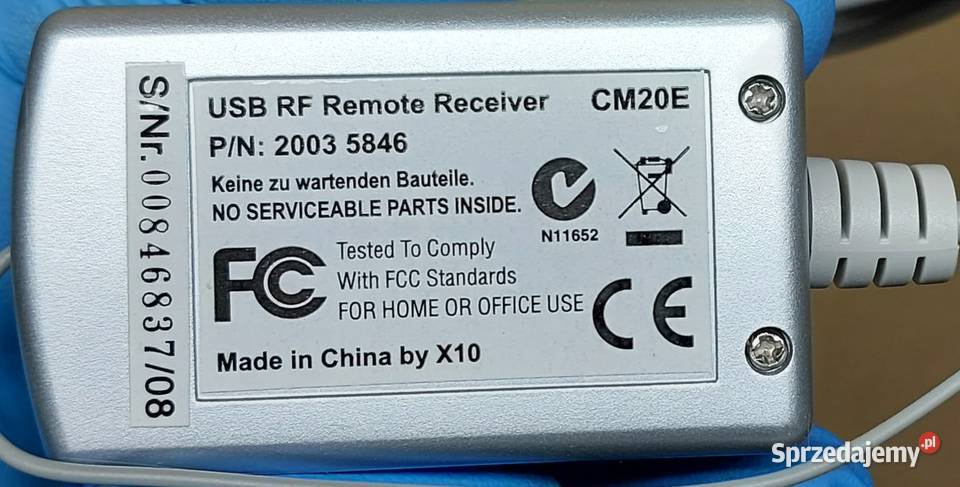 S/Nr.00846837/08
USB RF Remote Receiver CM20E
P/N: 2003 5846
Keine zu wartenden Bauteile.
NO SERVICEABLE PARTS INSIDE.
N11652
FC
Tested To Comply
With FCC Standards
FOR HOME OR OFFICE USE
CE
Made in China by X10
Sprzedajemy.pl